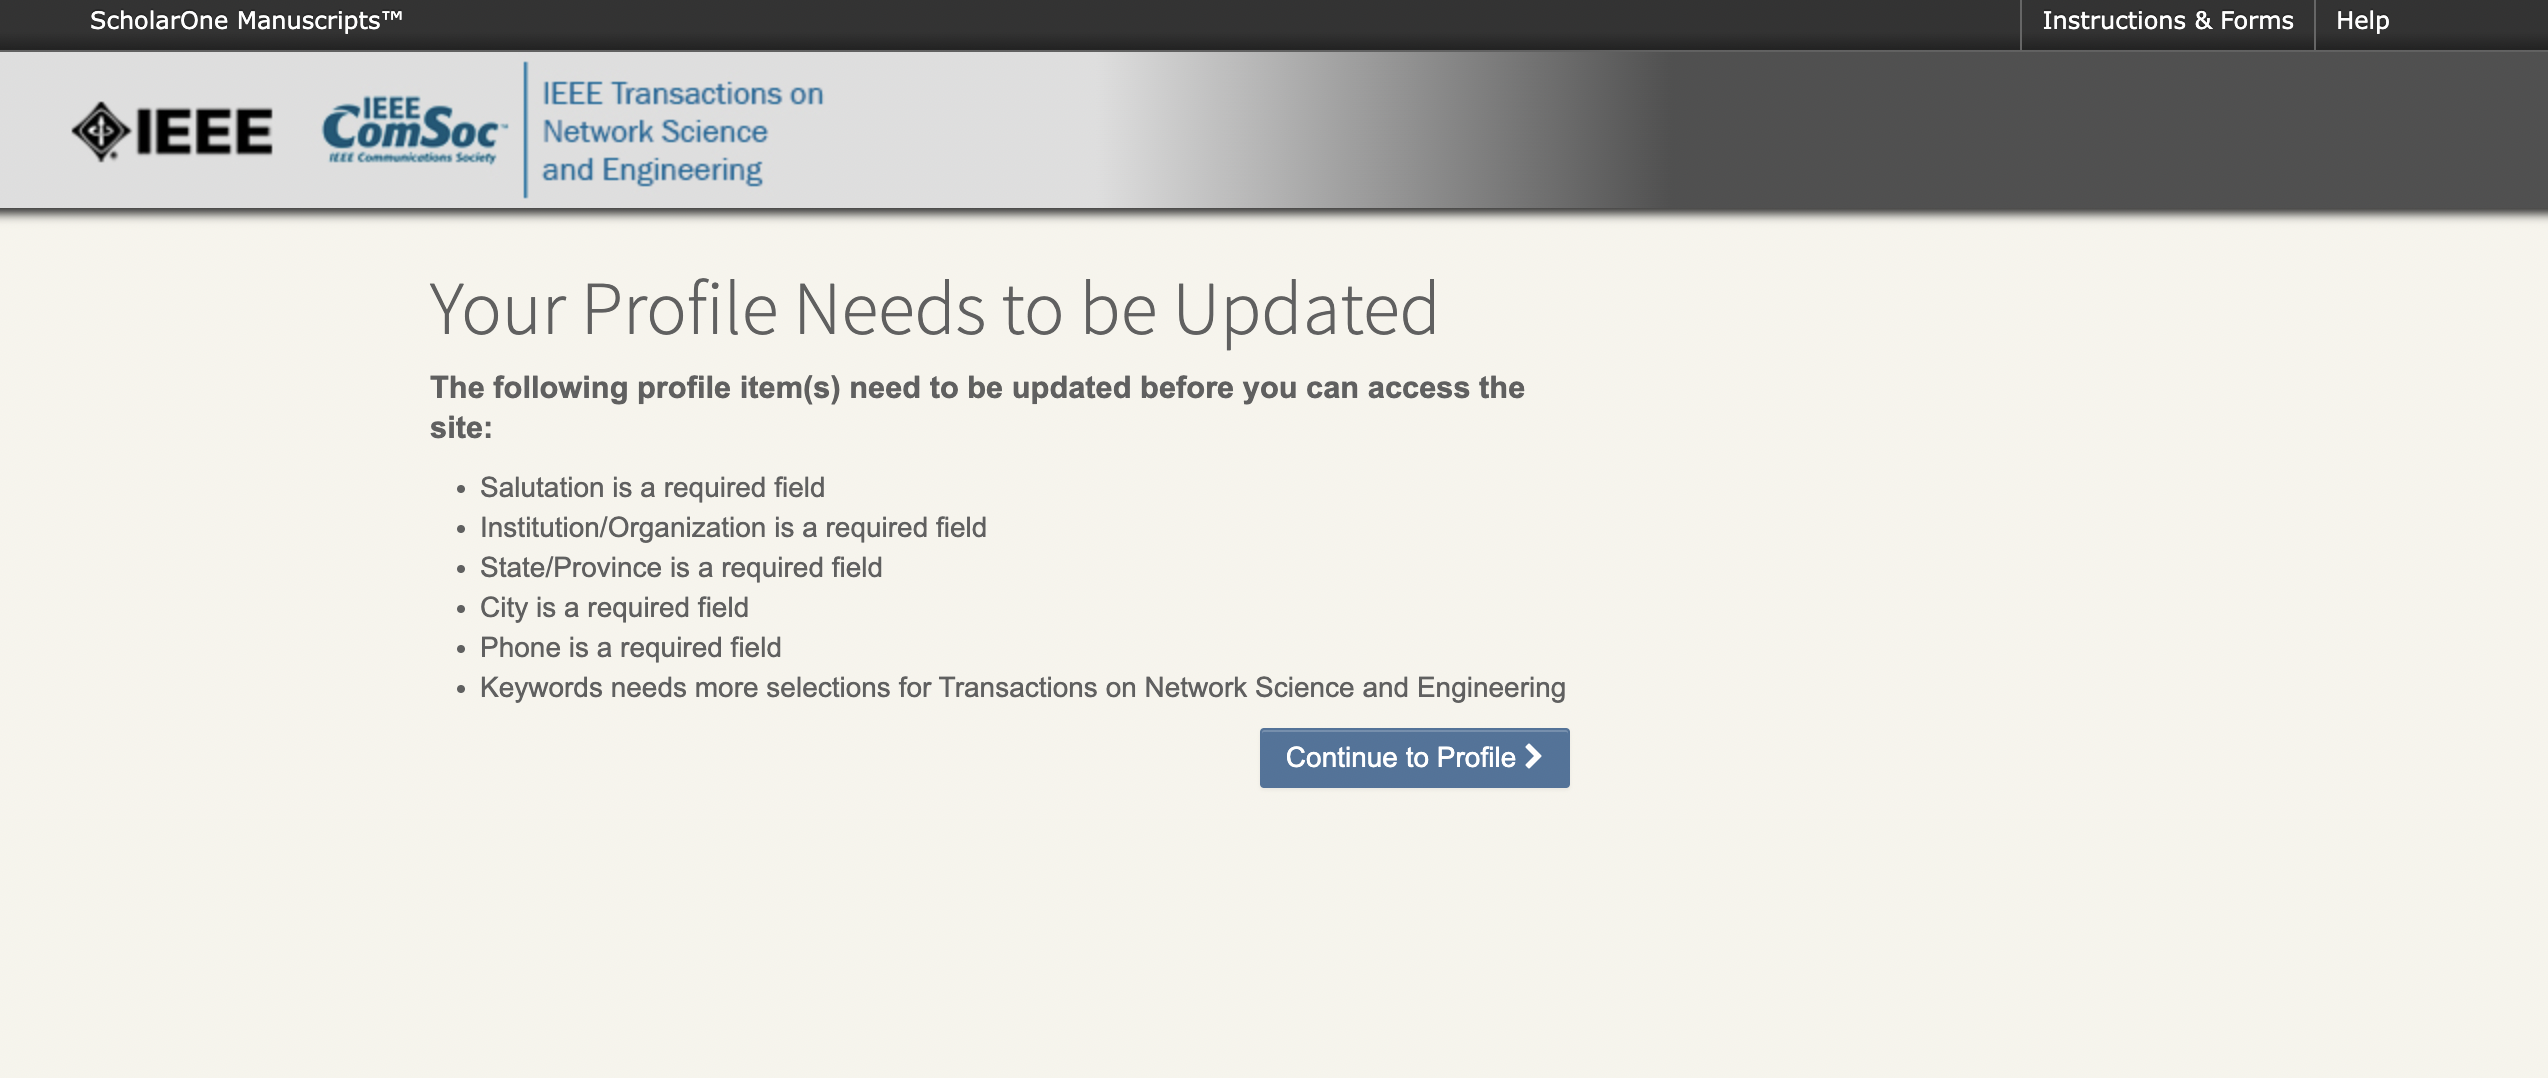 ScholarOne Manuscripts™
Instructions & Forms
Help
IEEE
IEEE
ComSoc™
IEEE Communications Society
IEEE Transactions on
Network Science
and Engineering
Your Profile Needs to be Updated
The following profile item(s) need to be updated before you can access the
site:
• Salutation is a required field
• Institution/Organization is a required field
• State/Province is a required field
• City is a required field
• Phone is a required field
• Keywords needs more selections for Transactions on Network Science and Engineering
Continue to Profile